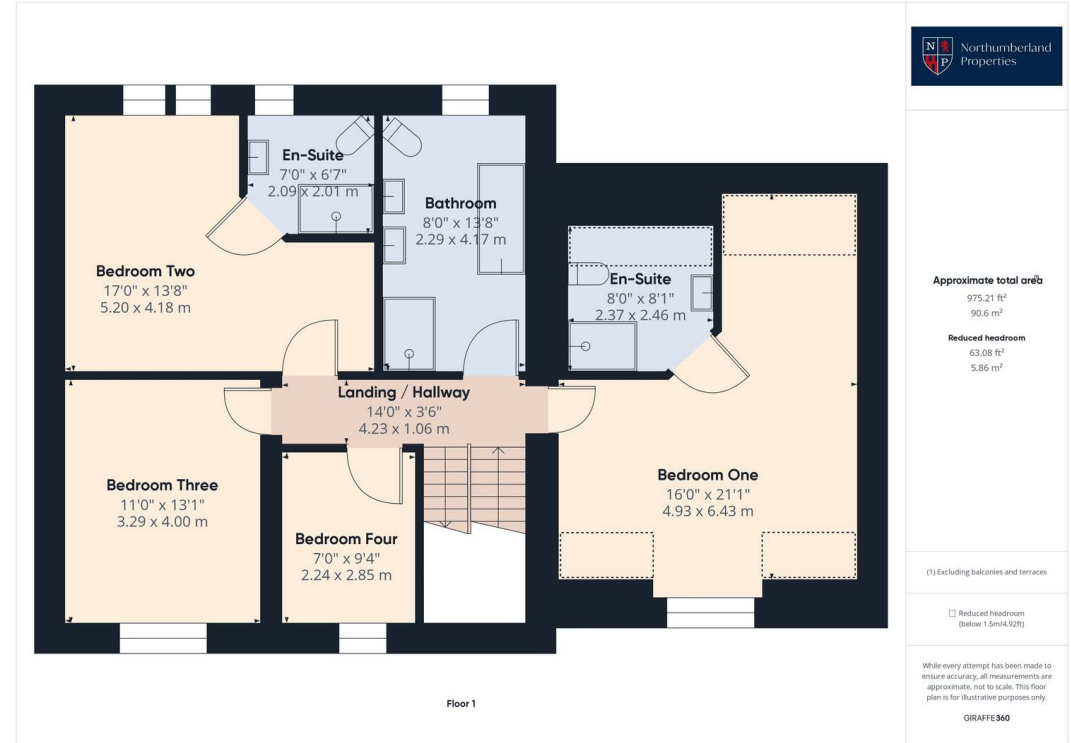 N
P
Northumberland
Properties
En-Suite
7'0" x 6'7"
2.09 x 2.01 m
Bathroom
8'0" x 13'8"
2.29 x 4.17 m
Bedroom Two
17'0" x 13'8"
5.20 x 4.18 m
En-Suite
8'0" x 8'1"
2.37 x 2.46 m
Landing / Hallway
14'0" x 3'6"
4.23 x 1.06 m
Bedroom Three
11'0" x 13'1"
3.29 x 4.00 m
Bedroom Four
7'0" x 9'4"
2.24 x 2.85 m
Bedroom One
16'0" x 21'1"
4.93 x 6.43 m
Floor 1
Approximate total area(1)
975.21 ft²
90.6 m²
Reduced headroom
63.08 ft²
5.86 m²
(1) Excluding balconies and terraces
Reduced headroom
(below 1.5m/4.92ft)
While every attempt has been made to
ensure accuracy, all measurements are
approximate, not to scale. This floor
plan is for illustrative purposes only.
GIRAFFE360